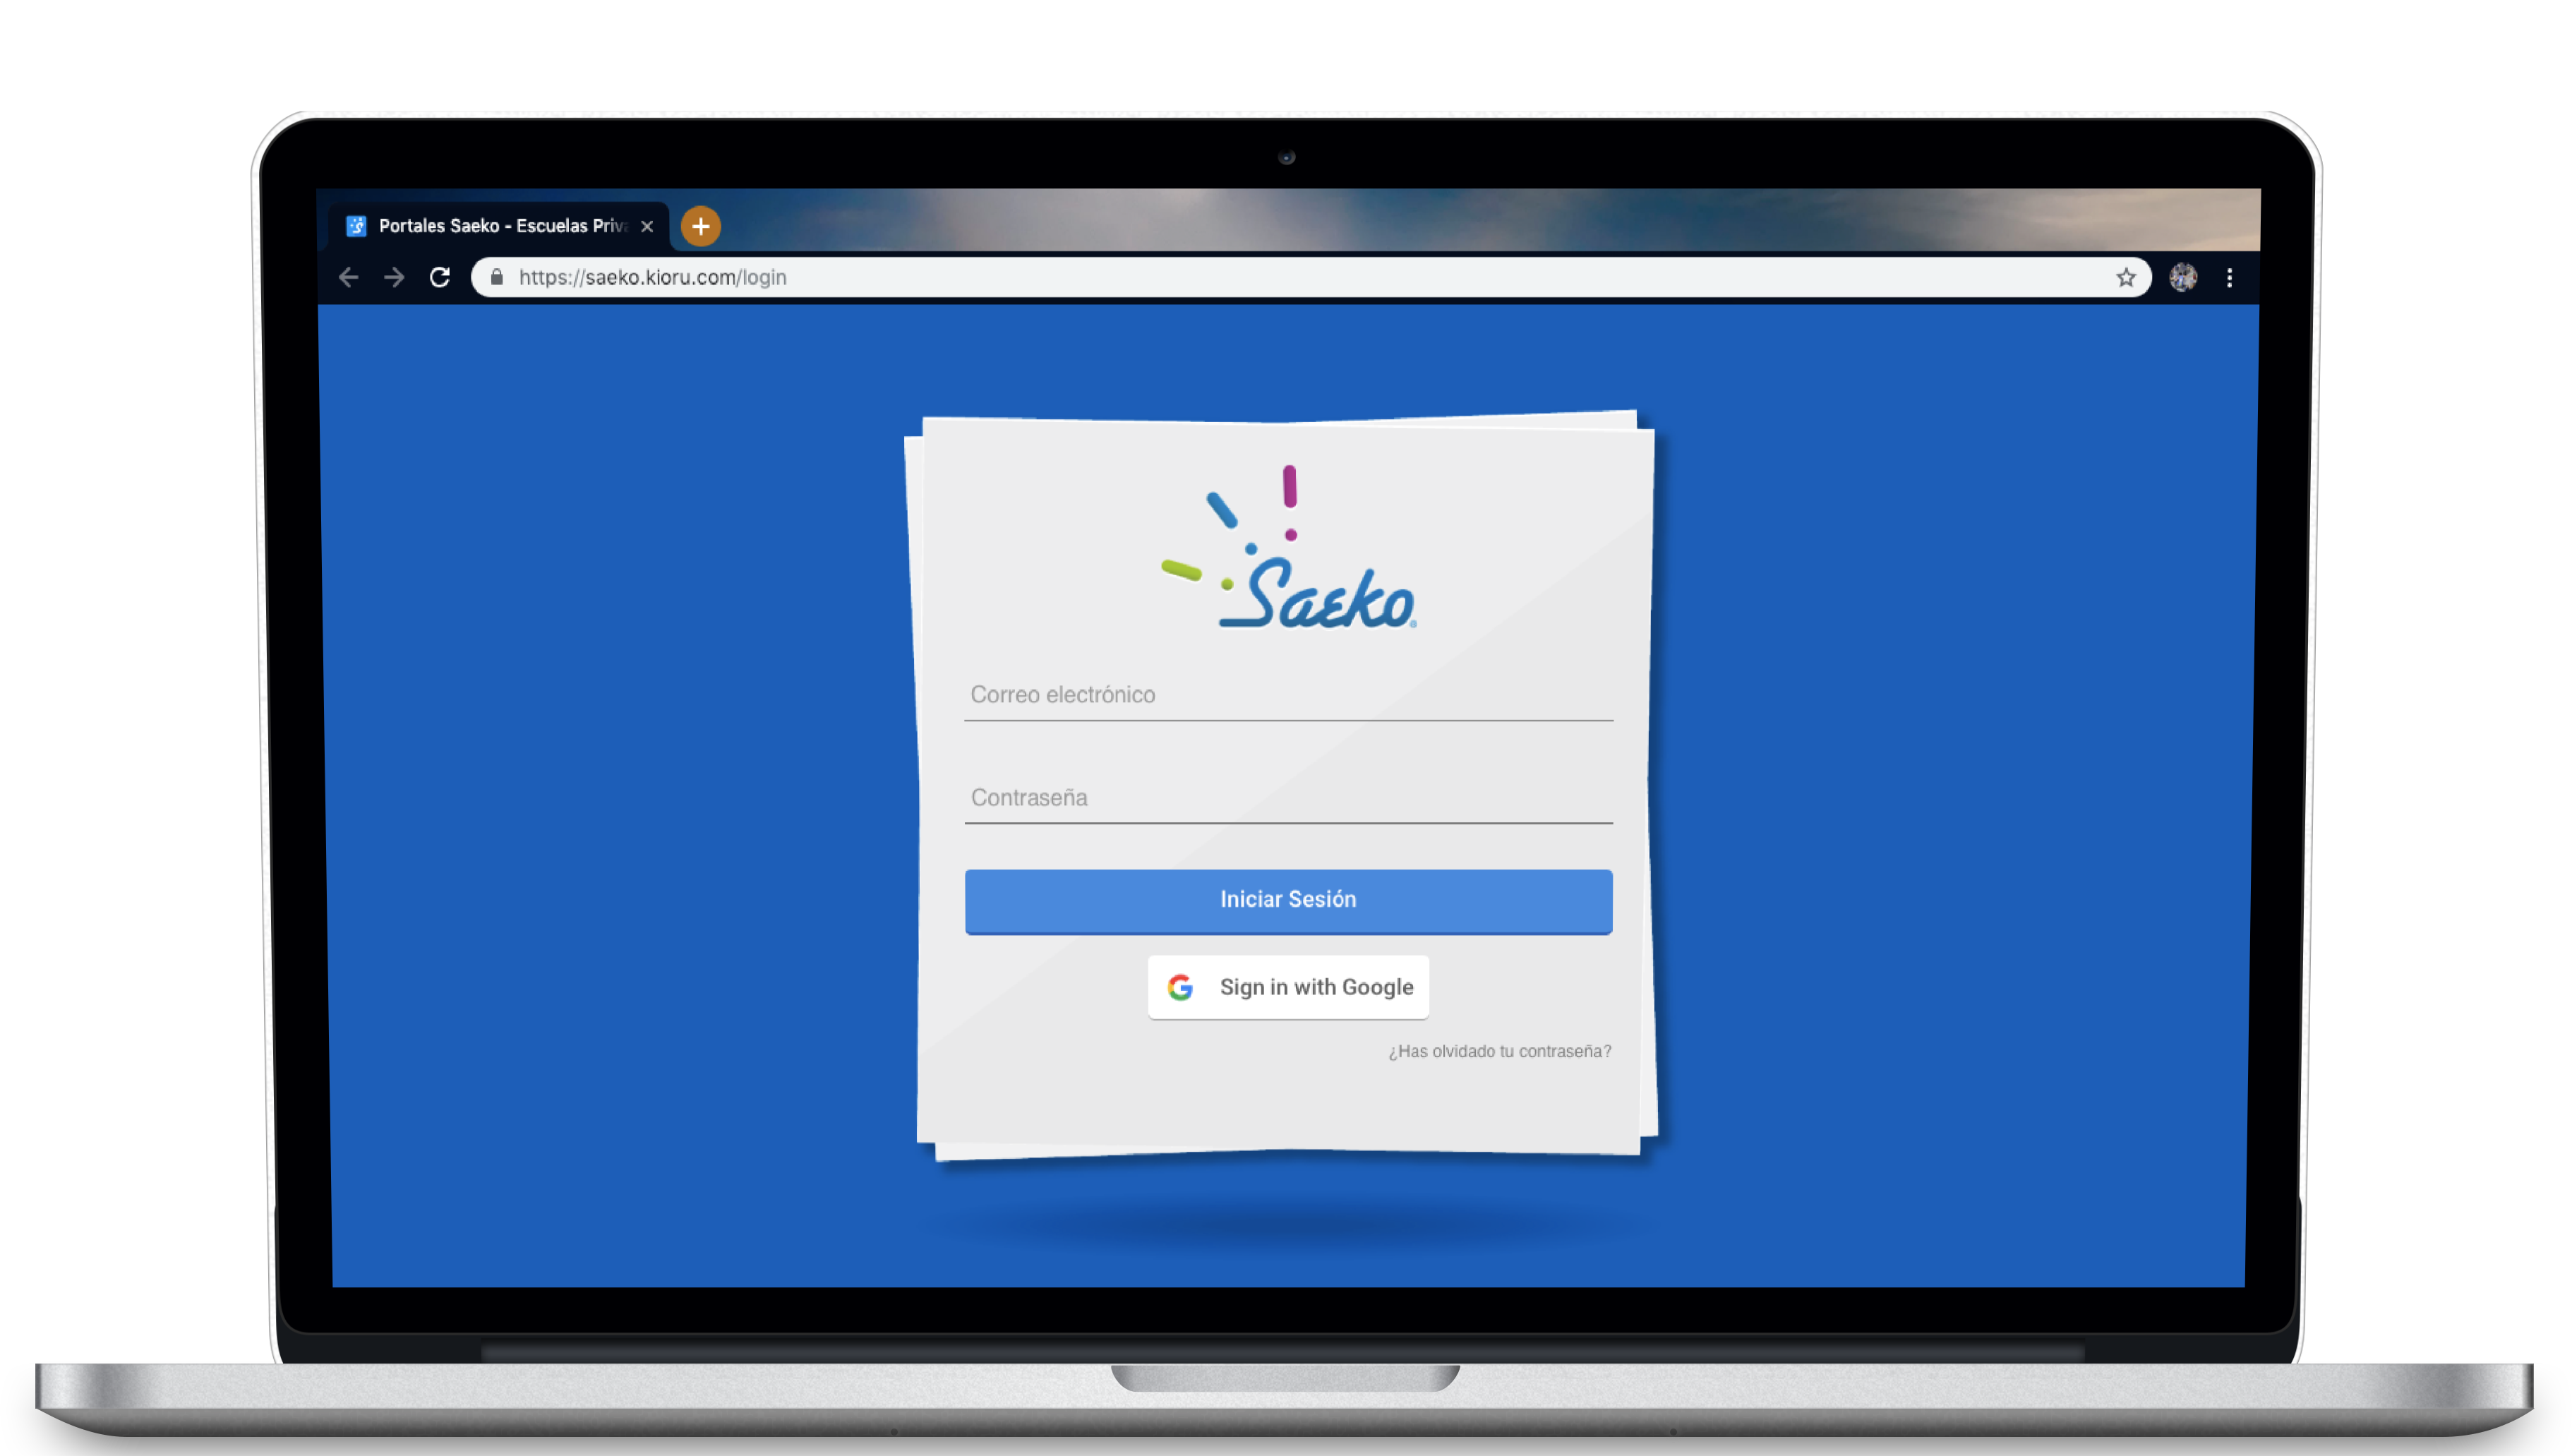 Portales Saeko - Escuelas Priv
https://saeko.kioru.com/login
Saeko
Correo electrónico
Contraseña
Iniciar Sesión
Sign in with Google
¿Has olvidado tu contraseña?